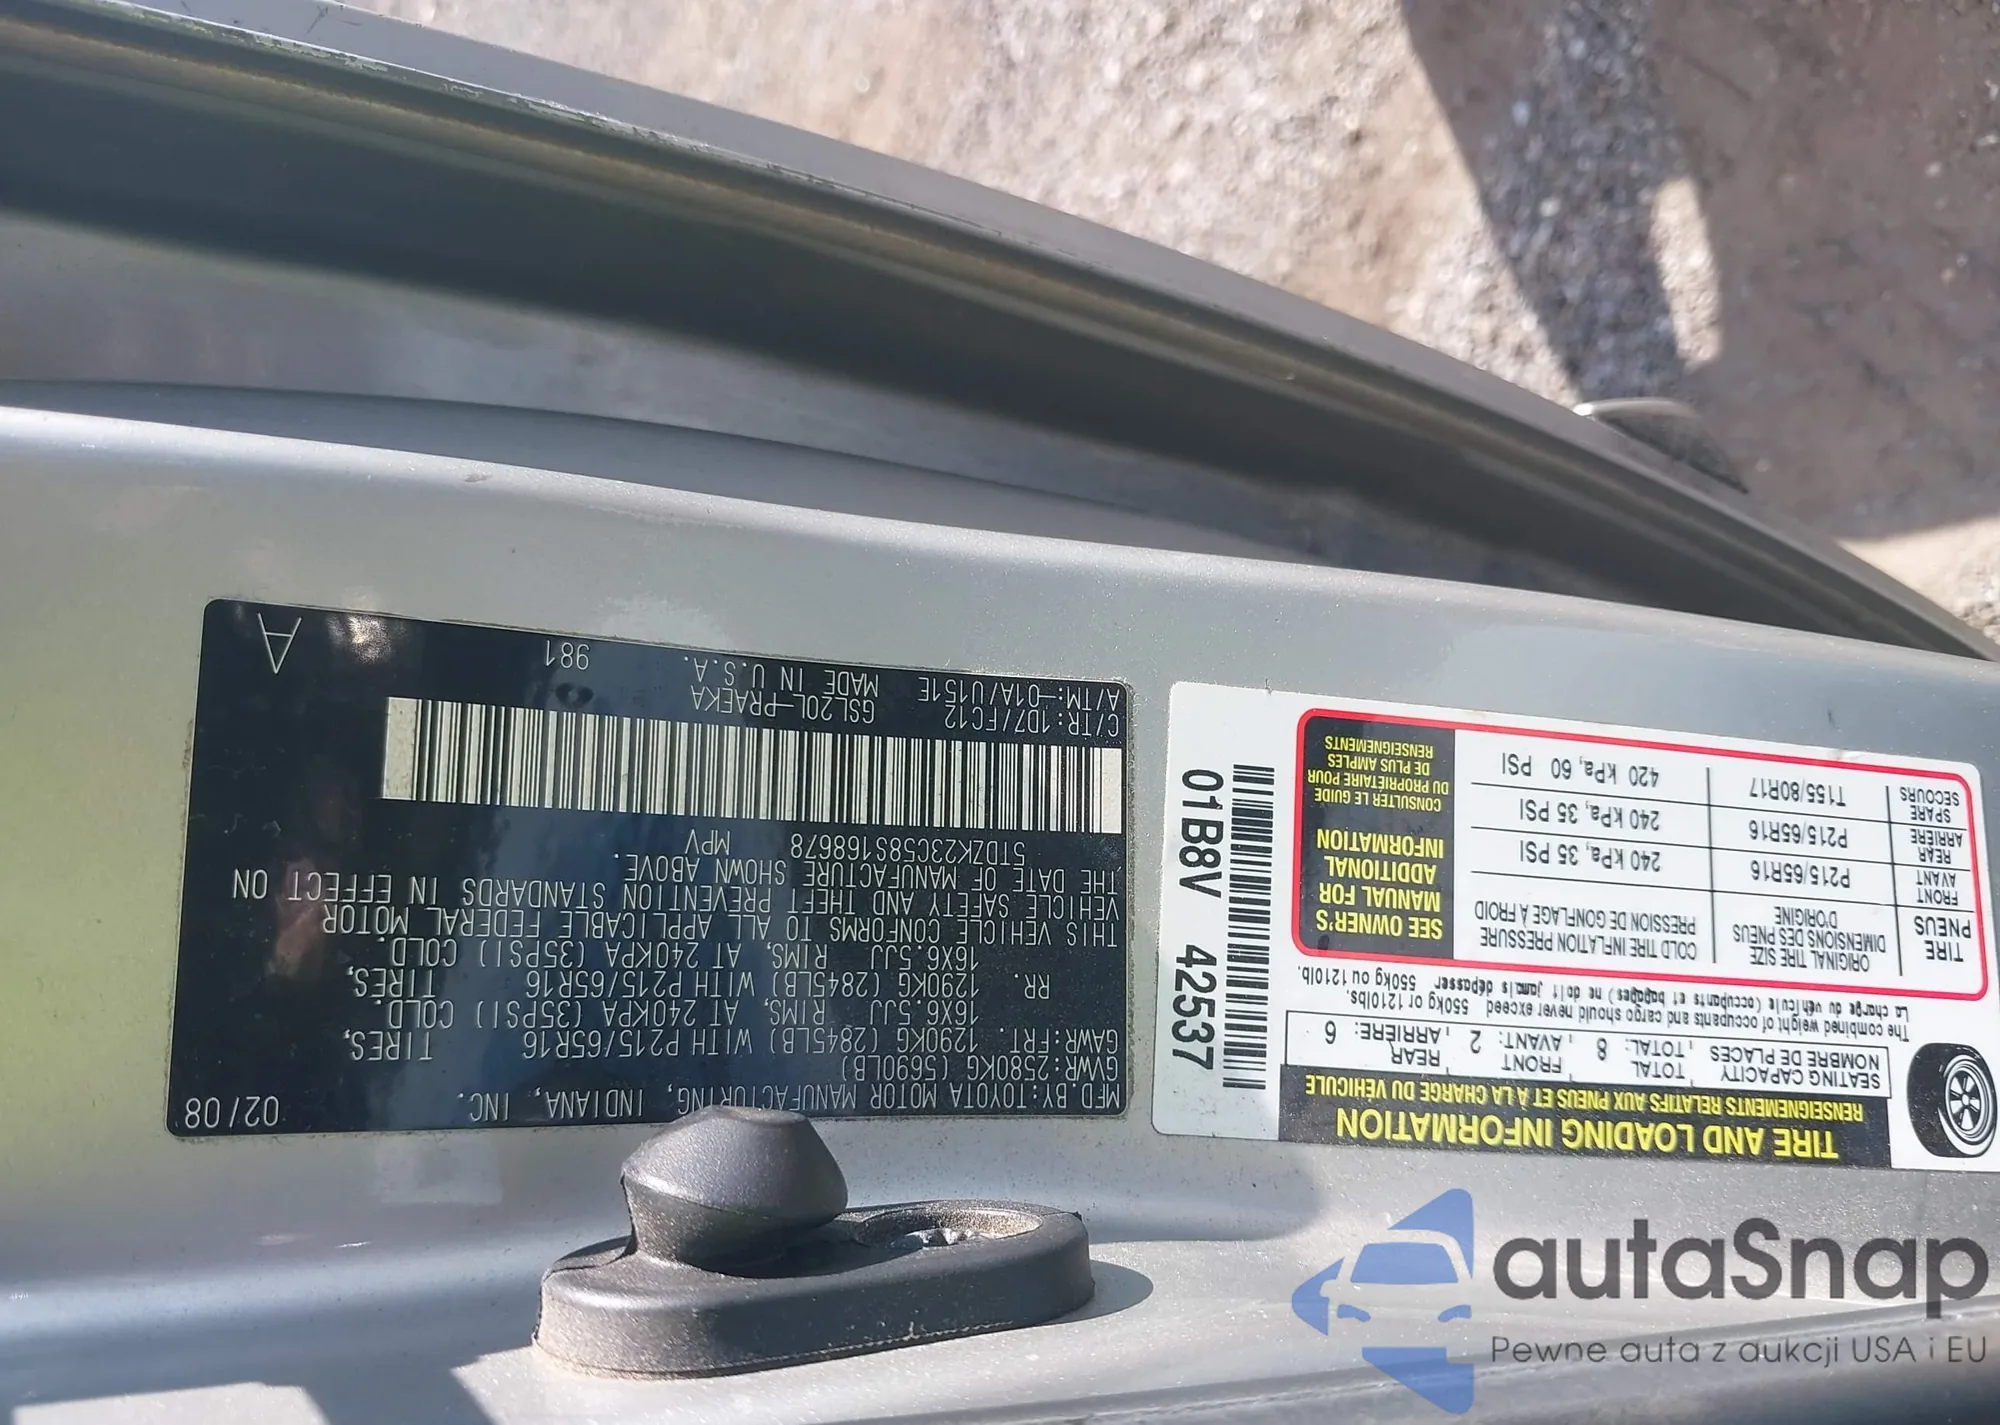 MFD.BY:TOYOTA MOTOR MANUFACTURING, INDIANA, INC. 02/08
GVWR:2580KG(5690LB)
GAWR:FRT. 1290KG (2845LB) WITH P215/65R16 TIRES,
16X6.5JJ RIMS, AT 240KPA (35PSI) COLD.
RR. 1290KG (2845LB) WITH P215/65R16 TIRES,
16X6.5JJ RIMS, AT 240KPA (35PSI) COLD.
THIS VEHICLE CONFORMS TO ALL APPLICABLE FEDERAL MOTOR
VEHICLE SAFETY AND THEFT PREVENTION STANDARDS IN EFFECT ON
THE DATE OF MANUFACTURE SHOWN ABOVE.
5TDZK23C58S168678 MPV
C/TR: 1D7/FC12 GSL20L-PRAEKA
A/TM:-01A/U151E MADE IN U.S.A. 981 A
TIRE AND LOADING INFORMATION
RENSEIGNEMENTS RELATIFS AUX PNEUS ET À LA CHARGE DU VÉHICULE
SEATING CAPACITY TOTAL FRONT REAR
NOMBRE DE PLACES TOTAL: 8 AVANT: 2 ARRIÈRE: 6
The combined weight of occupants and cargo should never exceed 550kg or 1210lbs.
La charge du véhicule (occupants et bagages) ne doit jamais dépasser 550kg ou 1210lb.
TIRE ORIGINAL TIRE SIZE COLD TIRE INFLATION PRESSURE
PNEUS DIMENSIONS DES PNEUS D'ORIGINE PRESSION DE GONFLAGE À FROID
FRONT AVANT P215/65R16 240 kPa, 35 PSI
REAR ARRIÈRE P215/65R16 240 kPa, 35 PSI
SPARE SECOURS T155/80R17 420 kPa, 60 PSI
SEE OWNER'S
MANUAL FOR
ADDITIONAL
INFORMATION
CONSULTER LE GUIDE
DU PROPRIÉTAIRE POUR
DE PLUS AMPLES
RENSEIGNEMENTS
01B8V 42537
autaSnap
Pewne auta z aukcji USA i EU